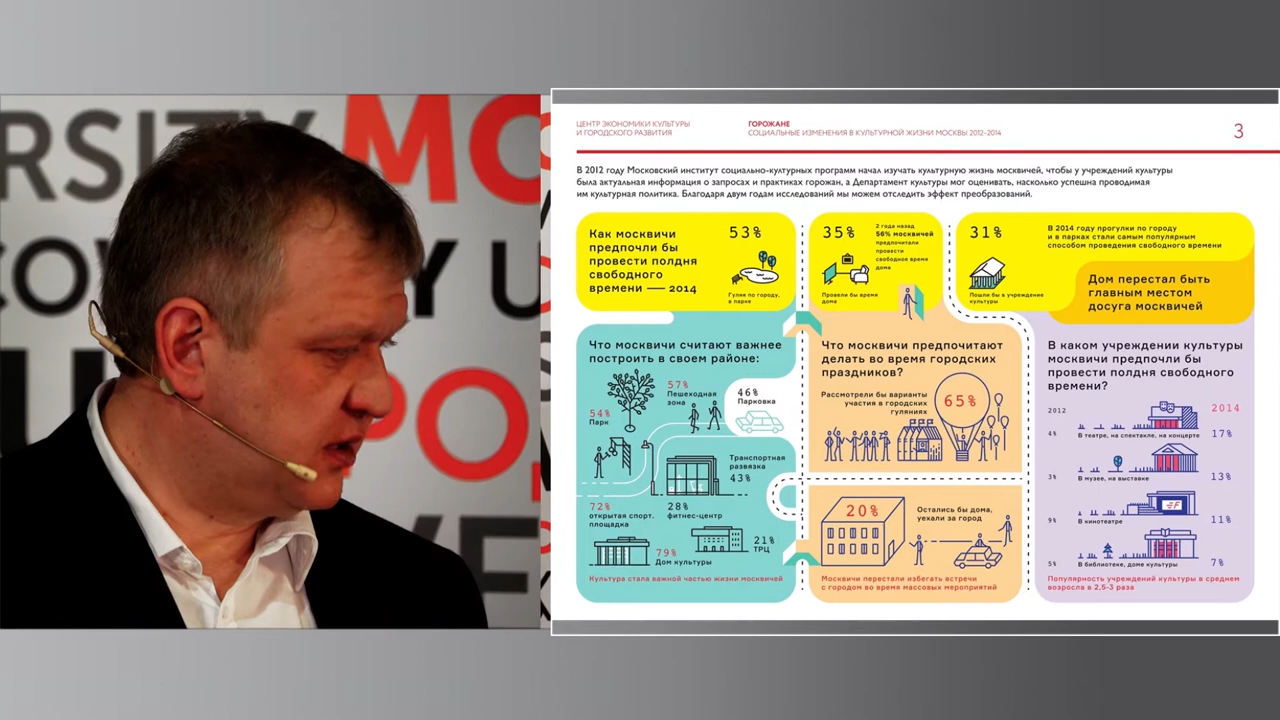 RSITY MO
CO
Y U
PO
ЦЕНТР ЭКОНОМИКИ КУЛЬТУРЫ
И ГОРОДСКОГО РАЗВИТИЯ
ГОРОЖАНЕ
СОЦИАЛЬНЫЕ ИЗМЕНЕНИЯ В КУЛЬТУРНОЙ ЖИЗНИ МОСКВЫ 2012-2014
3
В 2012 году Московский институт социально-культурных программ начал изучать культурную жизнь москвичей, чтобы у учреждений культуры
была актуальная информация о запросах и практиках горожан, а Департамент культуры мог оценивать, насколько успешна проводимая
им культурная политика. Благодаря двум годам исследований мы можем отследить эффект преобразований.
Как москвичи
предпочли бы
провести полдня
свободного
времени — 2014
53%
Гуляя по городу,
в парке
35%
Провели бы время
дома
2 года назад
56% москвичей
предпочитали
провести
свободное время
дома
31%
Пошли бы в учреждение
культуры
В 2014 году прогулки по городу
и в парках стали самым популярным
способом проведения свободного времени
Дом перестал быть
главным местом
досуга москвичей
Что москвичи считают важнее
построить в своем районе:
57%
Пешеходная
зона
46%
Парковка
54%
Парк
Транспортная
развязка
43%
72%
открытая спорт.
площадка
28%
фитнес-центр
21%
ТРЦ
79%
Дом культуры
Культура стала важной частью жизни москвичей
Что москвичи предпочитают
делать во время городских
праздников?
Рассмотрели бы варианты
участия в городских
гуляниях
65%
20%
Остались бы дома,
уехали за город
Москвичи перестали избегать встречи
с городом во время массовых мероприятий
В каком учреждении культуры
москвичи предпочли бы
провести полдня свободного
времени?
2012
2014
4%
В театре, на спектакле, на концерте
17%
3%
В музее, на выставке
13%
9%
В кинотеатре
11%
5%
В библиотеке, доме культуры
7%
Популярность учреждений культуры в среднем
возросла в 2,5-3 раза